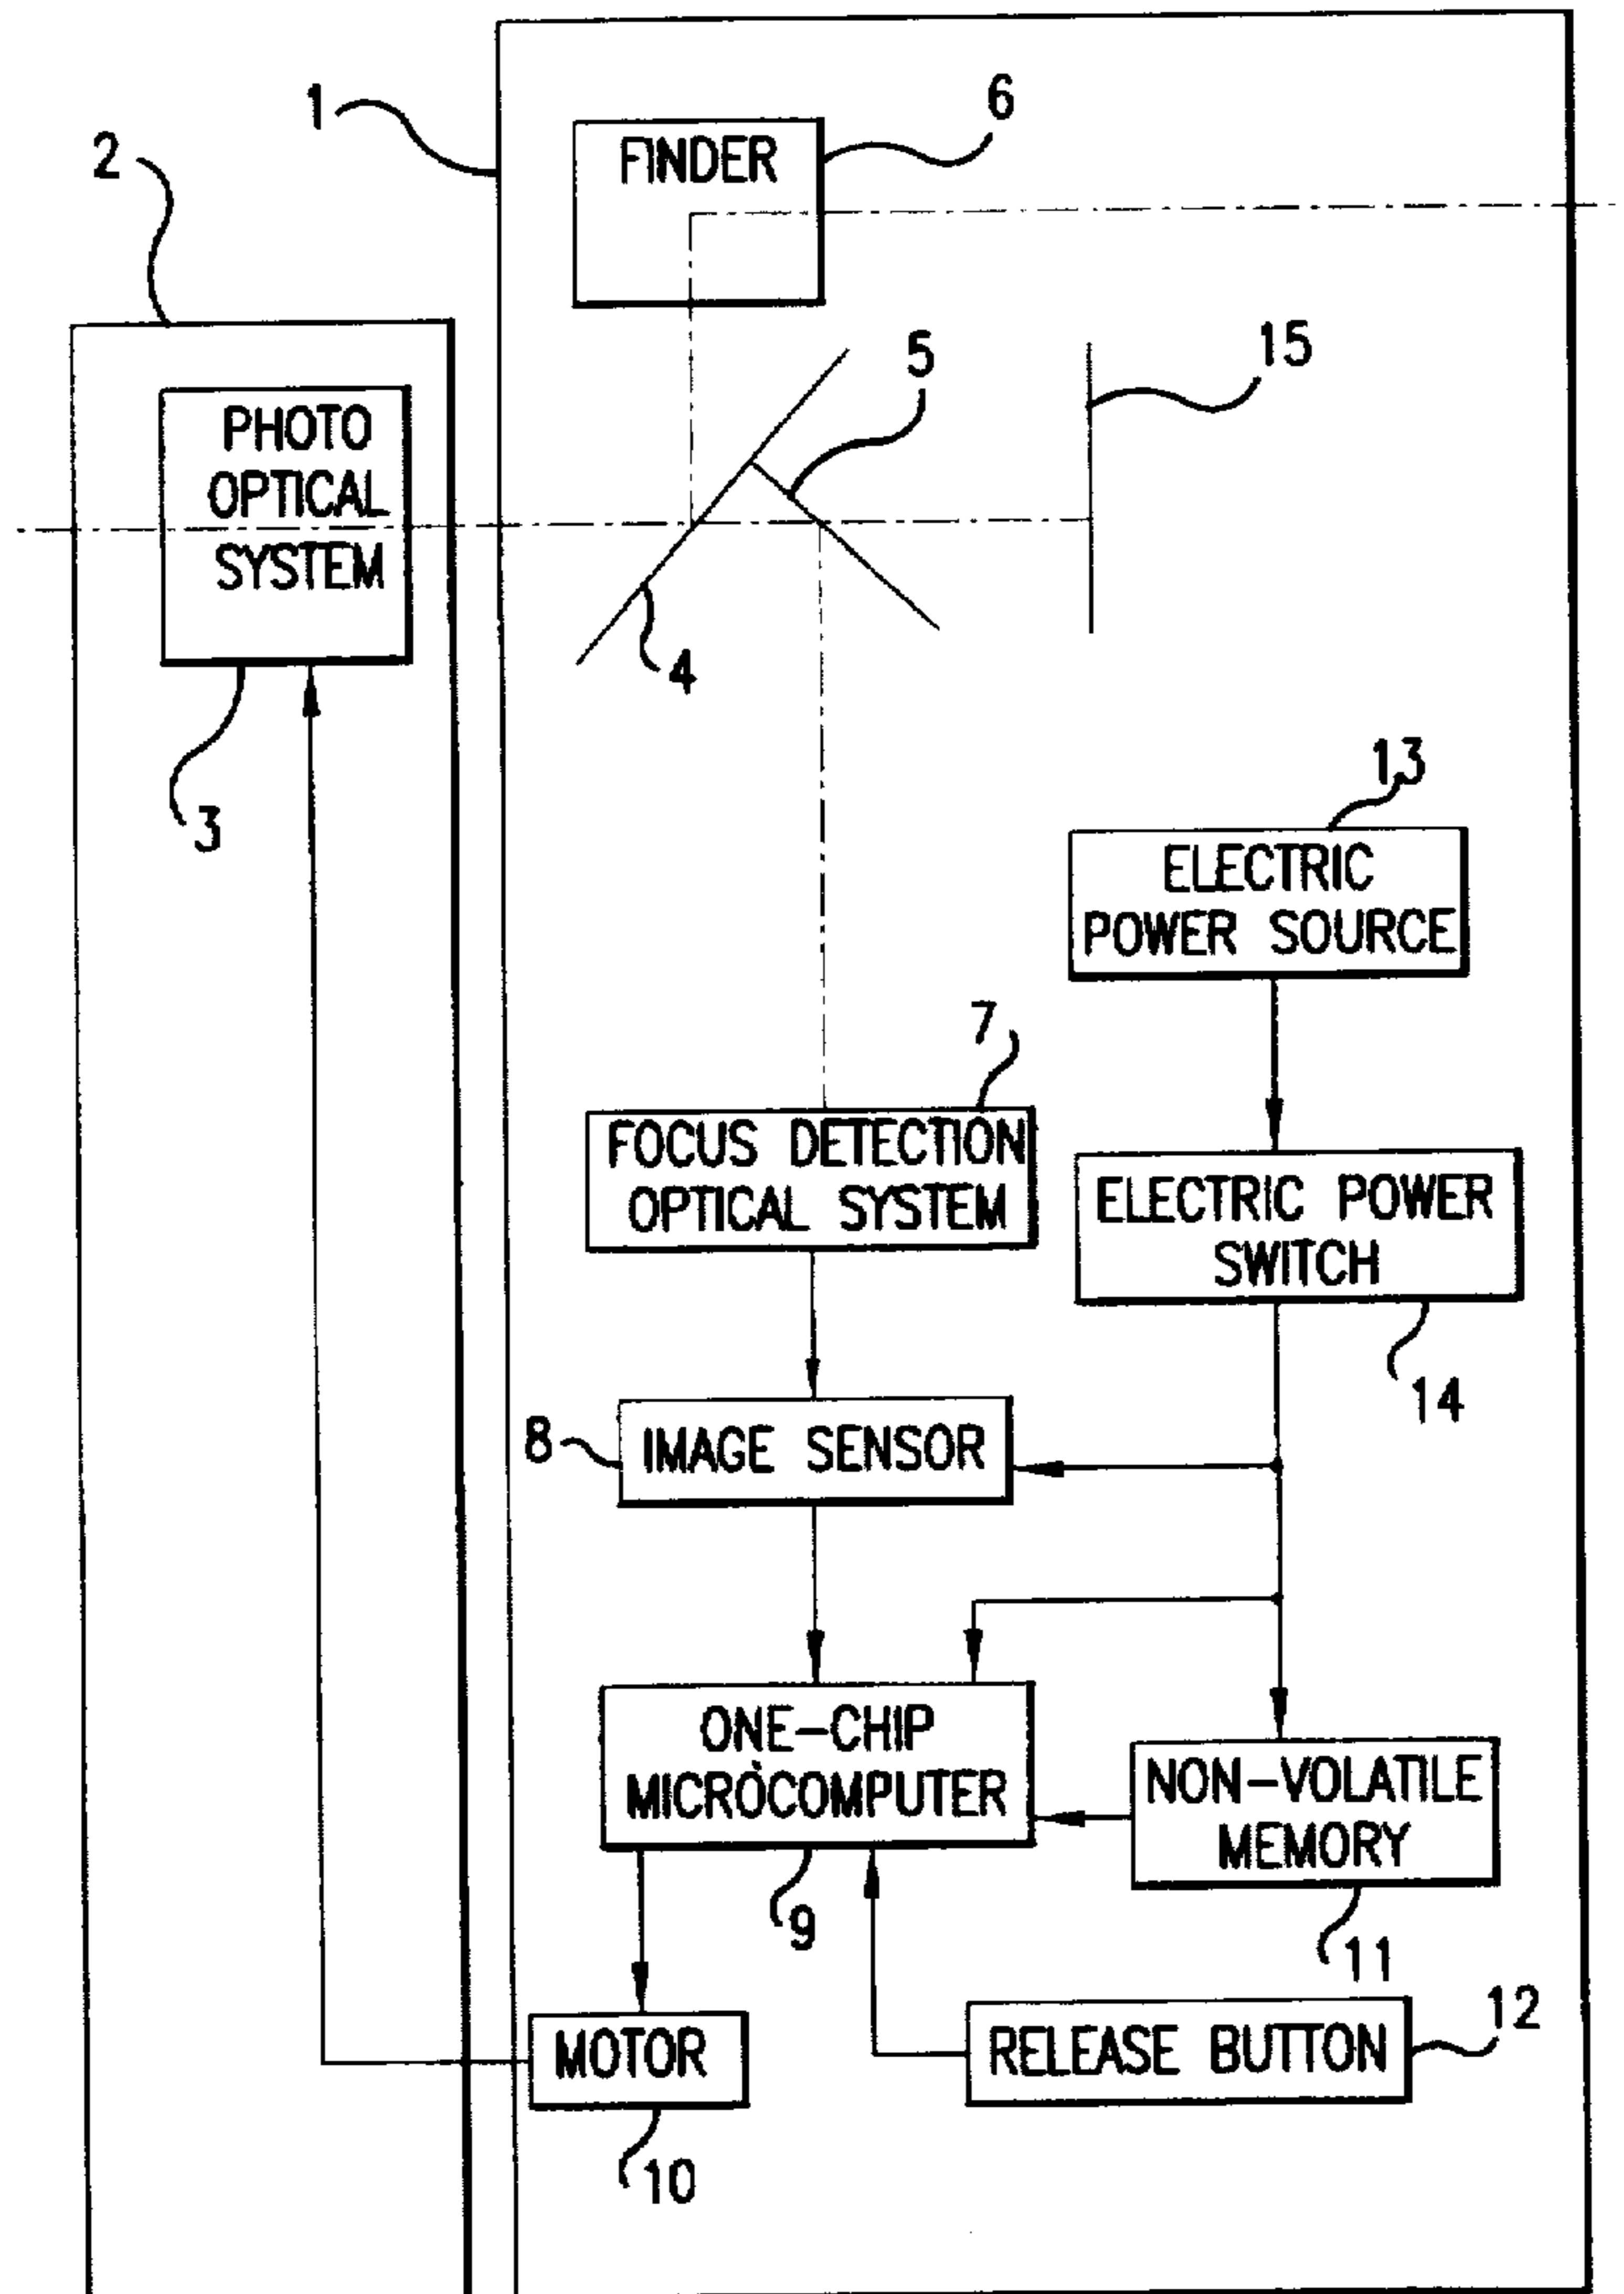 1
2
6
FINDER
5
15
PHOTO
OPTICAL
SYSTEM
4
3
13
ELECTRIC
POWER SOURCE
7
FOCUS DETECTION
OPTICAL SYSTEM
ELECTRIC POWER
SWITCH
14
8
IMAGE SENSOR
ONE-CHIP
MICROCOMPUTER
NON-VOLATILE
MEMORY
9
11
12
MOTOR
RELEASE BUTTON
10